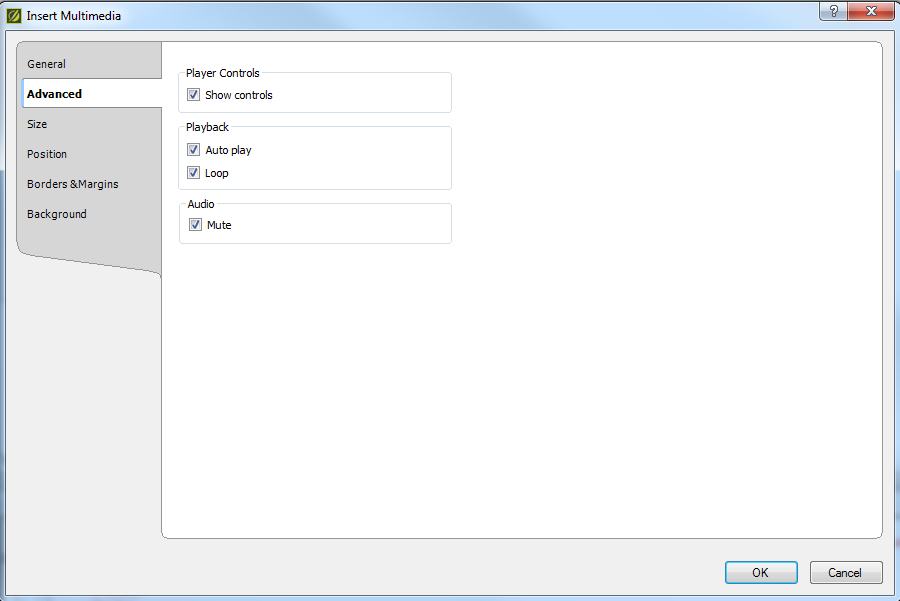 Insert Multimedia
?
General
Advanced
Size
Position
Borders &Margins
Background
Player Controls
Show controls
Playback
Auto play
Loop
Audio
Mute
OK
Cancel